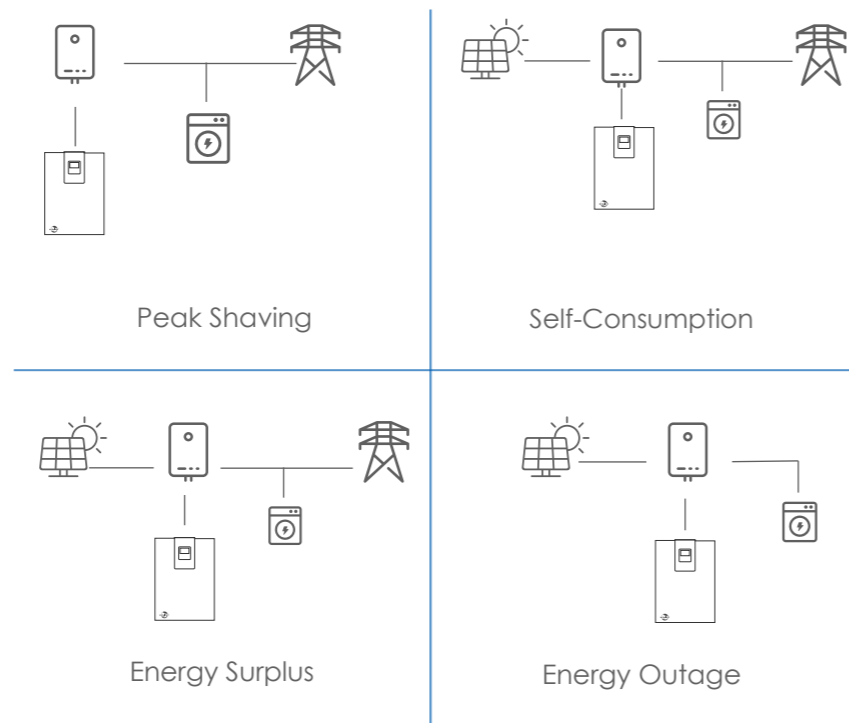 Peak Shaving
Self-Consumption
Energy Surplus
Energy Outage